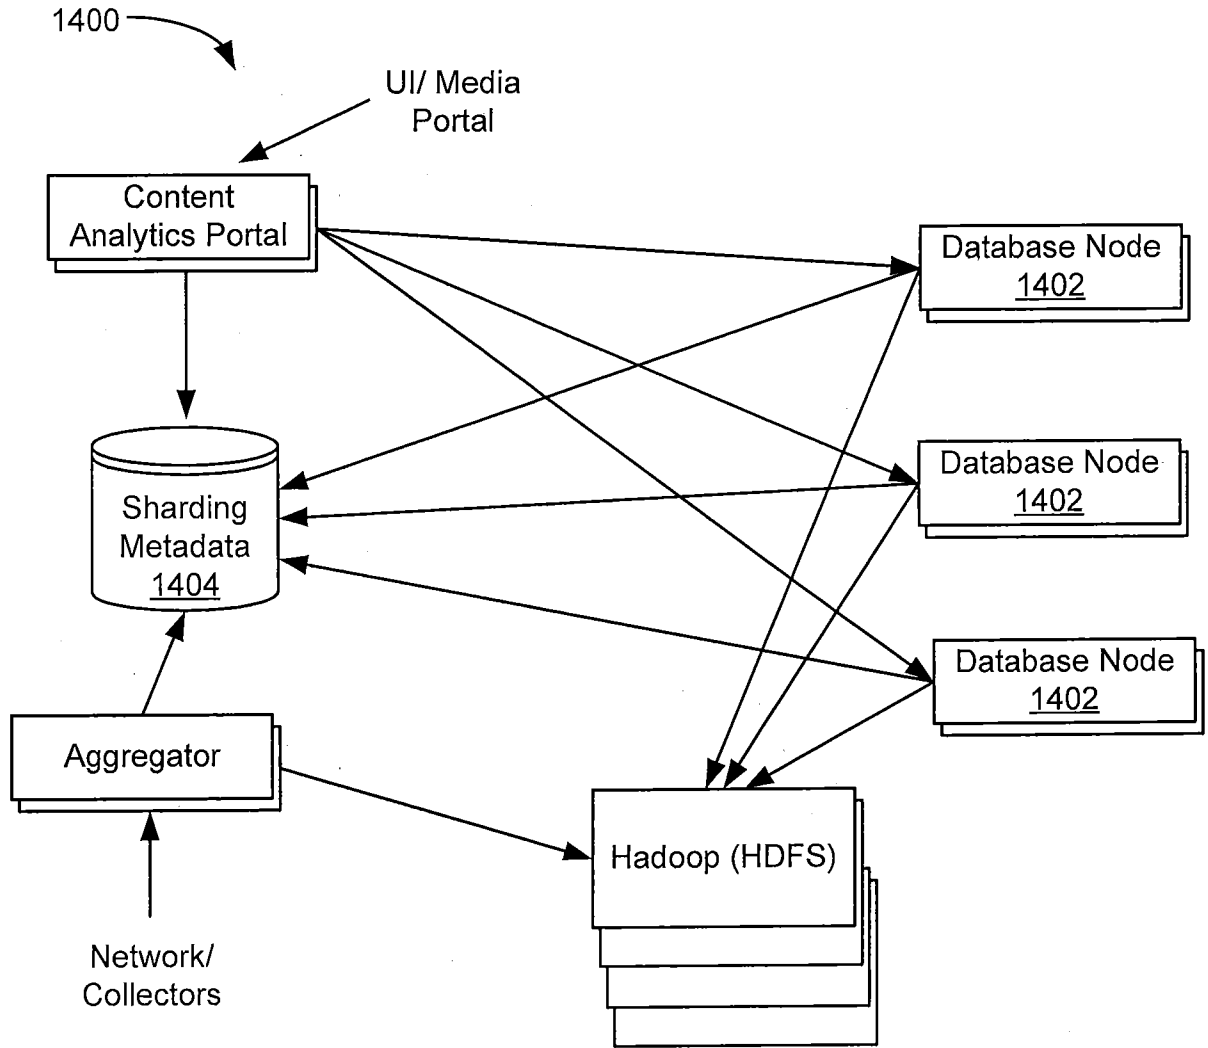 1400
UI/ Media
Portal
Content
Analytics Portal
Database Node
1402
Database Node
1402
Sharding
Metadata
1404
Database Node
1402
Aggregator
Hadoop (HDFS)
Network/
Collectors